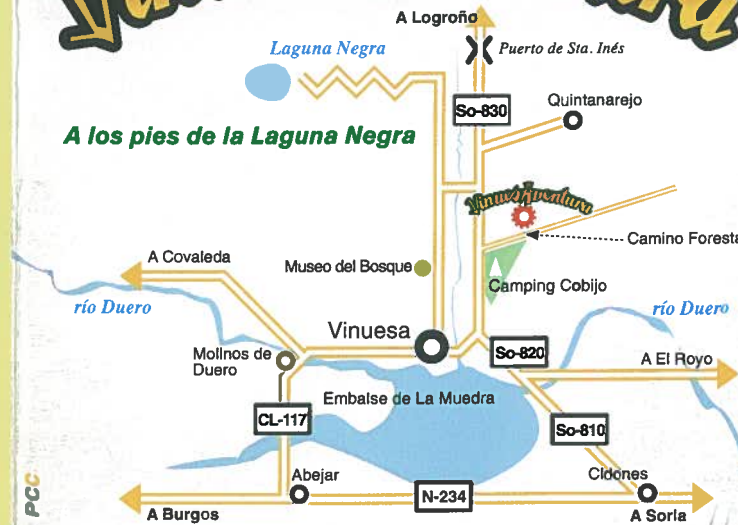 A Logroño
Laguna Negra
Puerto de Sta. Inés
So-830
Quintanarejo
A los pies de la Laguna Negra
VinuesAventura
Camino Foresta
A Covaleda
Museo del Bosque
Camping Cobijo
río Duero
río Duero
Vinuesa
Molinos de
Duero
So-820
A El Royo
Embalse de La Muedra
CL-117
So-810
Abejar
Cidones
N-234
A Burgos
A Soria
PCC